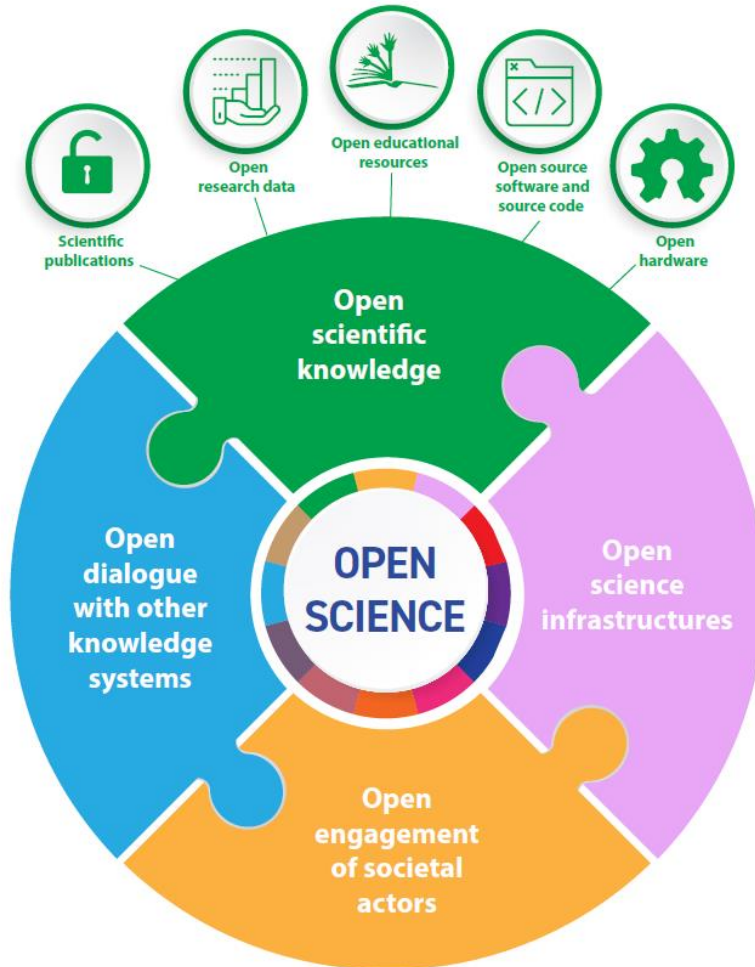 Scientific
publications
Open
research data
Open educational
resources
Open source
software and
source code
Open
hardware
Open
scientific
knowledge
Open
dialogue
with other
knowledge
systems
OPEN
SCIENCE
Open
science
infrastructures
Open
engagement
of societal
actors